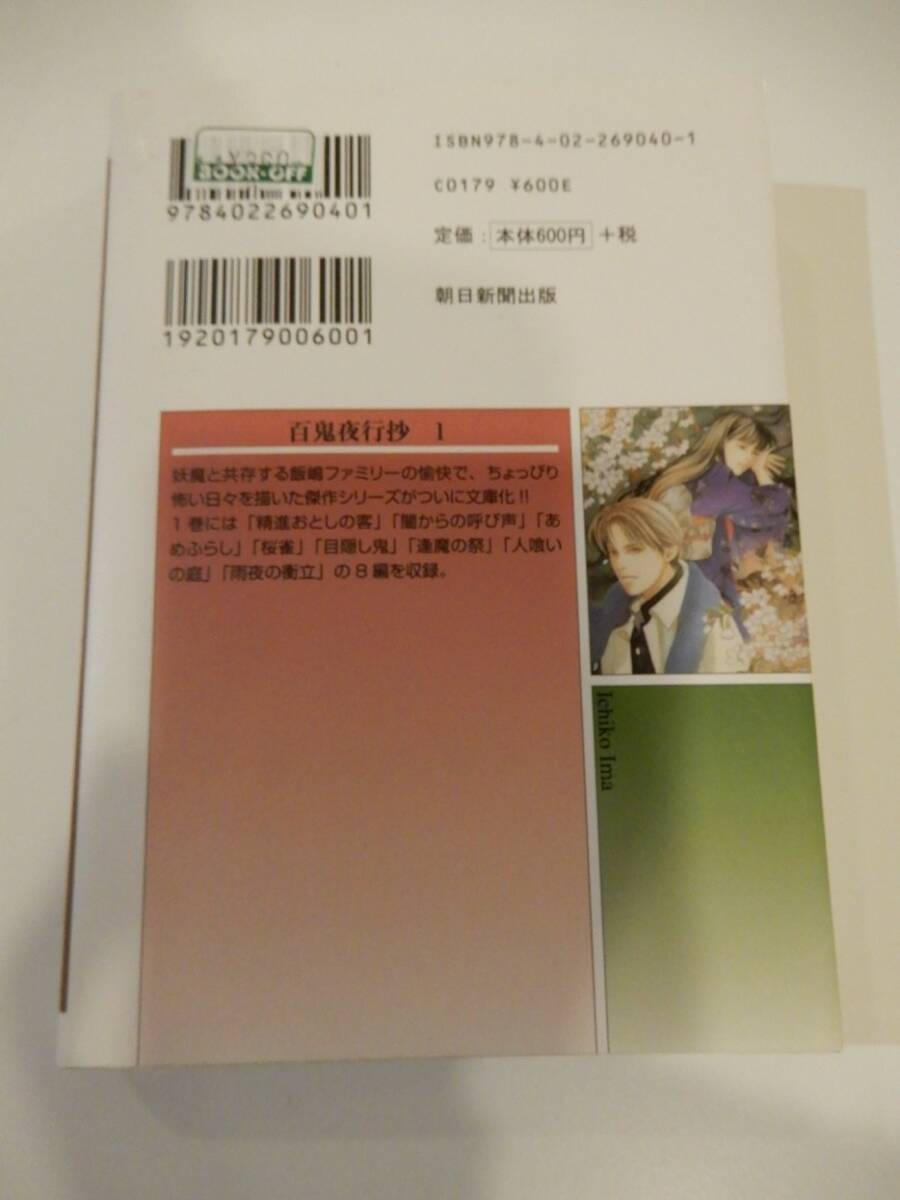 ISBN978-4-02-269040-1
C0179 ¥600E
定価：本体600円＋税
朝日新聞出版
BOOK·OFF
9784022690401
1920179006001
百鬼夜行抄 1
妖魔と共存する飯嶋ファミリーの愉快で、ちょっぴり
怖い日々を描いた傑作シリーズがついに文庫化!!
1巻には「精進おとしの客」「闇からの呼び声」「あ
めふらし」「桜雀」「目隠し鬼」「逢魔の祭」「人喰い
の庭」「雨夜の衝立」の8編を収録。
Ichiko Ima